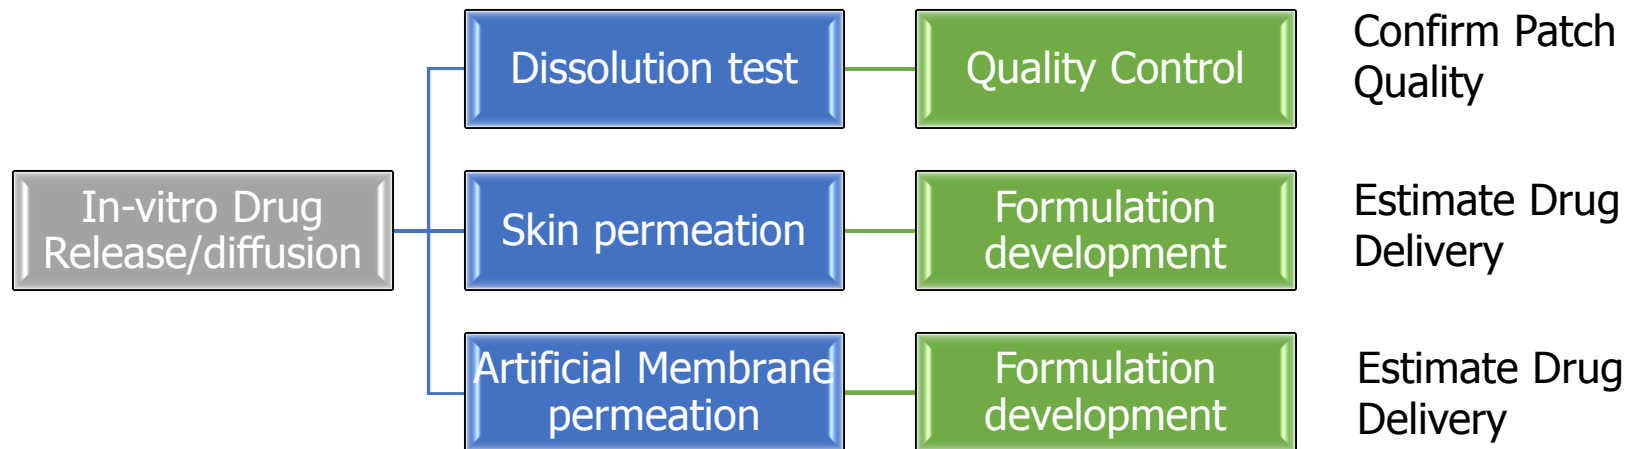 Dissolution test
Quality Control
Confirm Patch
Quality
In-vitro Drug
Release/diffusion
Skin permeation
Formulation
development
Estimate Drug
Delivery
Artificial Membrane
permeation
Formulation
development
Estimate Drug
Delivery